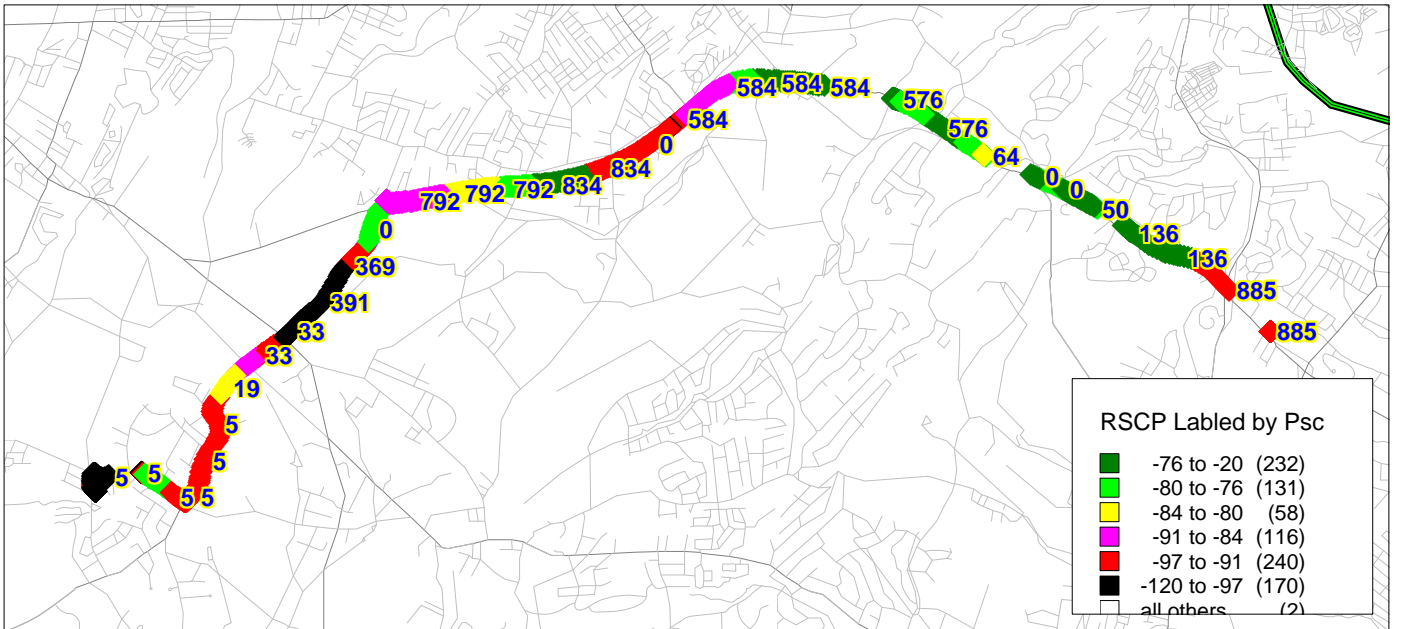 584 584 584
576
584
576
0
64
834
0
792 792 834
0
792
50
0
136
136
369
885
391
33
885
33
19
5
5
5 5
5 5
RSCP Labled by Psc
-76 to -20 (232)
-80 to -76 (131)
-84 to -80 (58)
-91 to -84 (116)
-97 to -91 (240)
-120 to -97 (170)
all others (2)